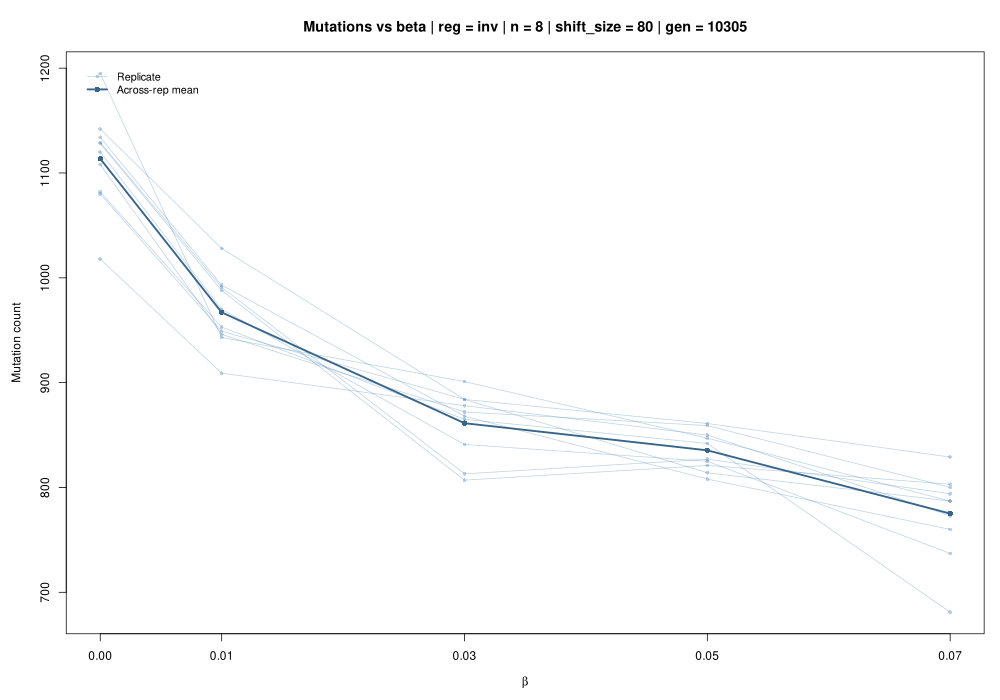 Mutations vs beta | reg = inv | n = 8 | shift_size = 80 | gen = 10305
Replicate
Across-rep mean
Mutation count
1200
1100
1000
900
800
700
0.00 0.01 0.03 0.05 0.07
β